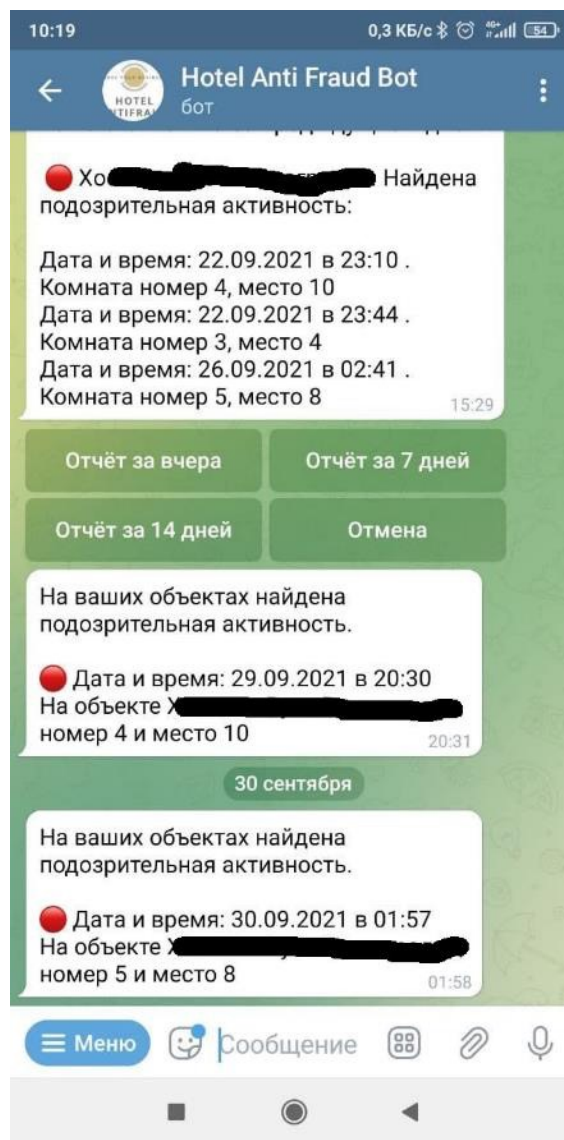 10:19
0,3 КБ/с
4G+
54
Hotel Anti Fraud Bot
бот
HOTEL
Найдена
подозрительная активность:
Дата и время: 22.09.2021 в 23:10 .
Комната номер 4, место 10
Дата и время: 22.09.2021 в 23:44 .
Комната номер 3, место 4
Дата и время: 26.09.2021 в 02:41 .
Комната номер 5, место 8
15:29
Отчёт за вчера
Отчёт за 7 дней
Отчёт за 14 дней
Отмена
На ваших объектах найдена
подозрительная активность.
Дата и время: 29.09.2021 в 20:30
На объекте
номер 4 и место 10
20:31
30 сентября
На ваших объектах найдена
подозрительная активность.
Дата и время: 30.09.2021 в 01:57
На объекте
номер 5 и место 8
01:58
Меню
Сообщение